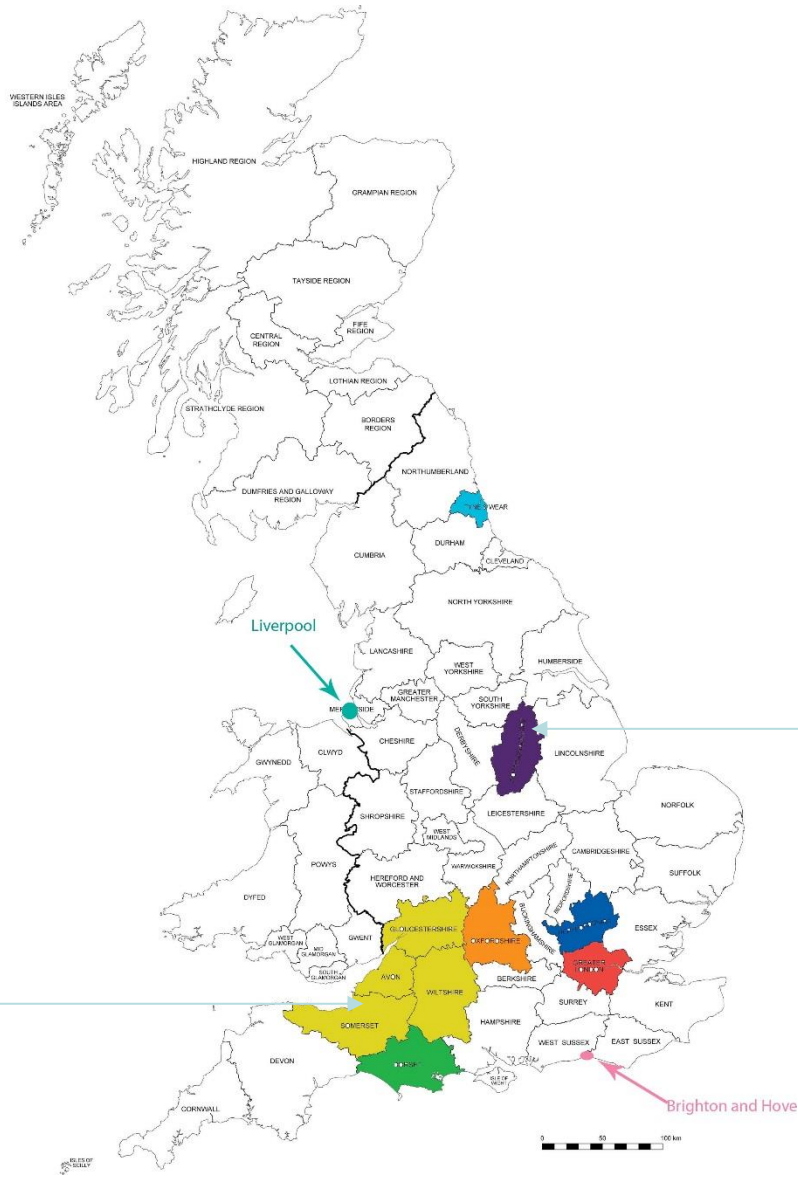 WESTERN ISLES
ISLANDS AREA
HIGHLAND REGION
GRAMPIAN REGION
TAYSIDE REGION
FIFE
REGION
CENTRAL
REGION
LOTHIAN REGION
STRATHCLYDE REGION
BORDERS
REGION
NORTHUMBERLAND
DUMFRIES AND GALLOWAY
REGION
WEAR
DURHAM
CUMBRIA
CLEVELAND
NORTH YORKSHIRE
Liverpool
LANCASHIRE
WEST
YORKSHIRE
HUMBERSIDE
GREATER
MANCHESTER
SOUTH
YORKSHIRE
CHESHIRE
DERBYSHIRE
LINCOLNSHIRE
CLWYD
GWYNEDD
STAFFORDSHIRE
SHROPSHIRE
LEICESTERSHIRE
NORFOLK
WEST
MIDLANDS
POWYS
HEREFORD AND
WORCESTER
WARWICKSHIRE
NORTHAMPTONSHIRE
CAMBRIDGESHIRE
SUFFOLK
BEDFORDSHIRE
DYFED
GLOUCESTERSHIRE
OXFORDSHIRE
BUCKINGHAMSHIRE
ESSEX
WEST
GLAMORGAN
MID
GLAMORGAN
GWENT
SOUTH
GLAMORGAN
AVON
WILTSHIRE
BERKSHIRE
GREATER
LONDON
SURREY
KENT
SOMERSET
HAMPSHIRE
WEST SUSSEX
EAST SUSSEX
DEVON
ISLE OF
WIGHT
CORNWALL
Brighton and Hove
ISLES OF
SCILLY
0 50 100 km